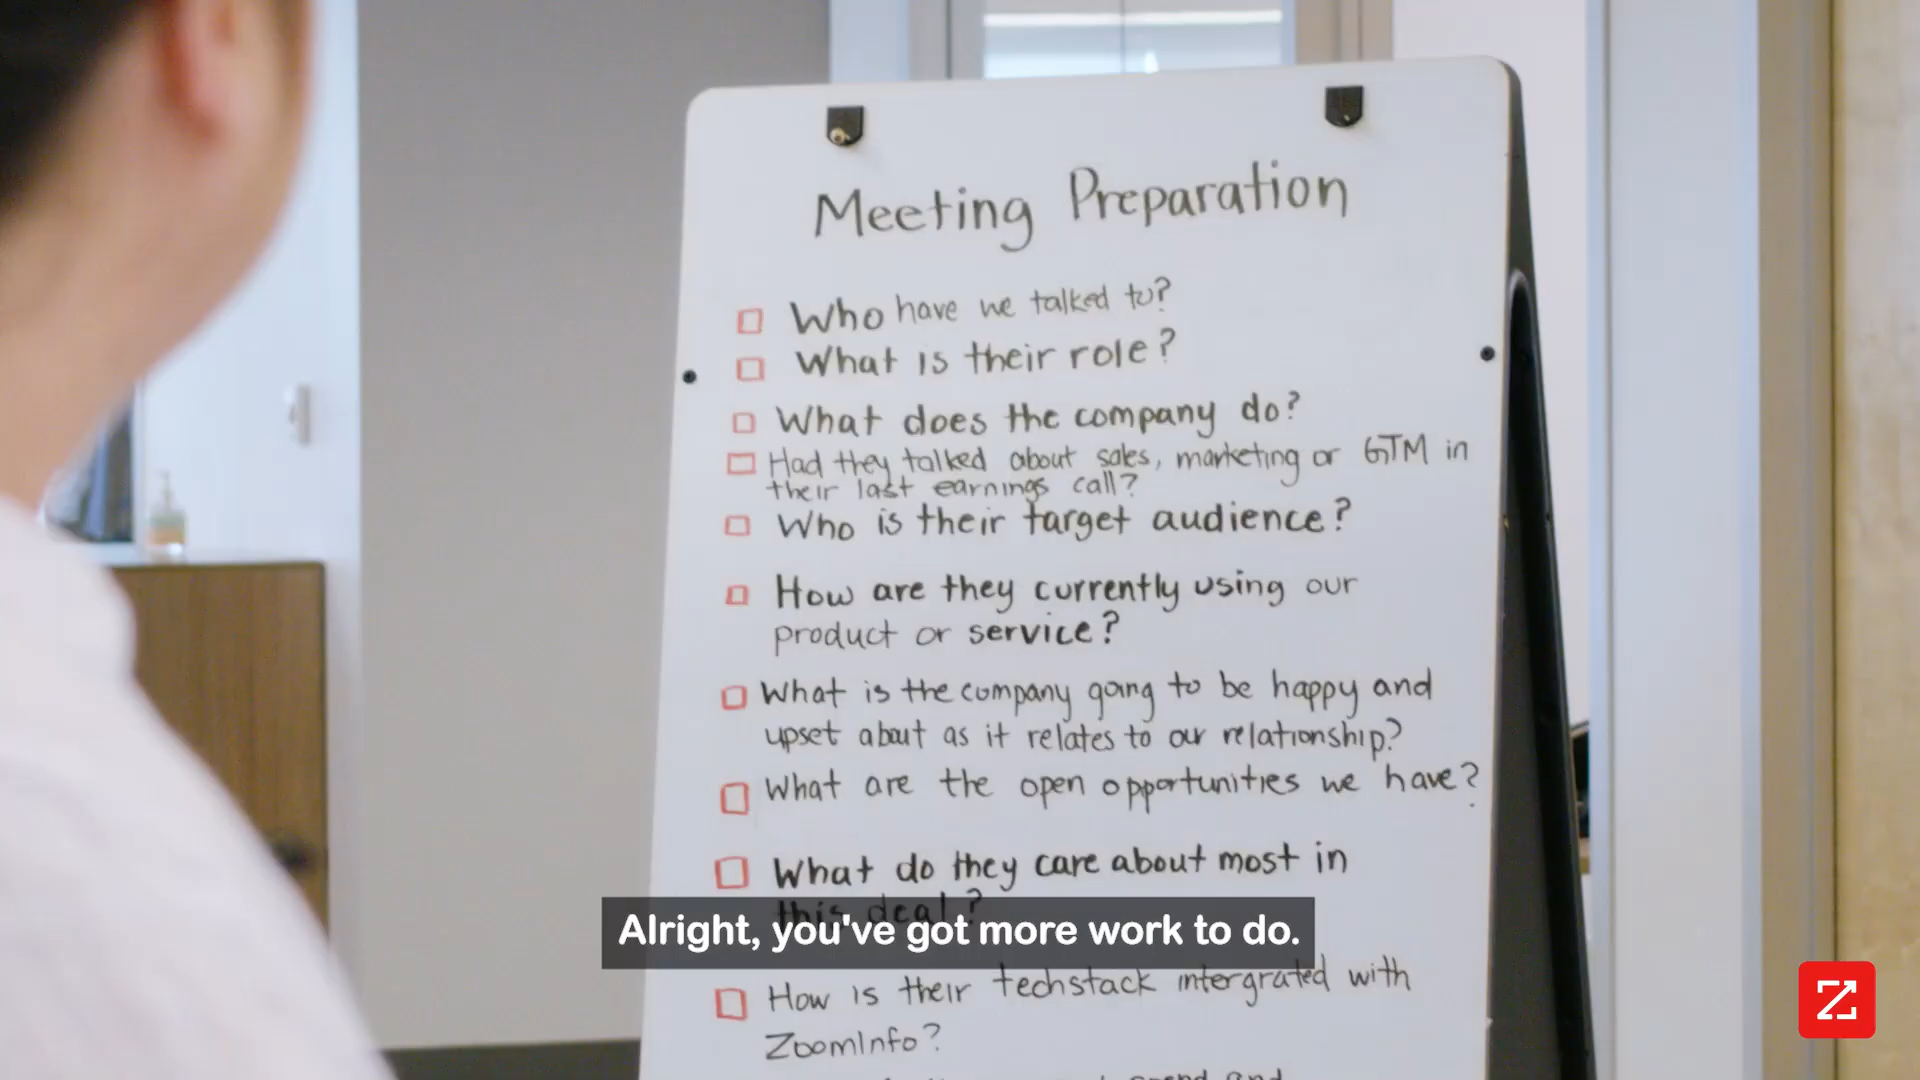 Meeting Preparation
Who have we talked to?
What is their role?
What does the company do?
Had they talked about sales, marketing or GTM in
their last earnings call?
Who is their target audience?
How are they currently using our
product or service?
What is the company going to be happy and
upset about as it relates to our relationship?
What are the open opportunities we have?
What do they care about most in
this deal?
Alright, you've got more work to do.
How is their techstack intergrated with
ZoomInfo?